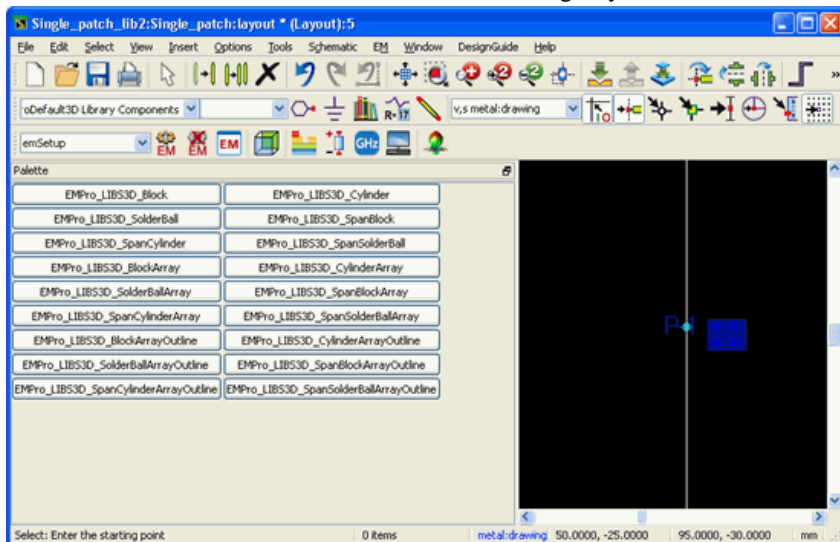 Single_patch_lib2:Single_patch:layout * (Layout):5
File Edit Select View Insert Options Tools Schematic EM Window DesignGuide Help
»
oDefault3D Library Components v,s metal:drawing
emSetup EM EM EM GHz
Palette
EMPro_LIBS3D_Block EMPro_LIBS3D_Cylinder
EMPro_LIBS3D_SolderBall EMPro_LIBS3D_SpanBlock
EMPro_LIBS3D_SpanCylinder EMPro_LIBS3D_SpanSolderBall
EMPro_LIBS3D_BlockArray EMPro_LIBS3D_CylinderArray
EMPro_LIBS3D_SolderBallArray EMPro_LIBS3D_SpanBlockArray
EMPro_LIBS3D_SpanCylinderArray EMPro_LIBS3D_SpanSolderBallArray
EMPro_LIBS3D_BlockArrayOutline EMPro_LIBS3D_CylinderArrayOutline
EMPro_LIBS3D_SolderBallArrayOutline EMPro_LIBS3D_SpanBlockArrayOutline
EMPro_LIBS3D_SpanCylinderArrayOutline EMPro_LIBS3D_SpanSolderBallArrayOutline
Select: Enter the starting point 0 items metal:drawing 50.0000, -25.0000 95.0000, -30.0000 mm